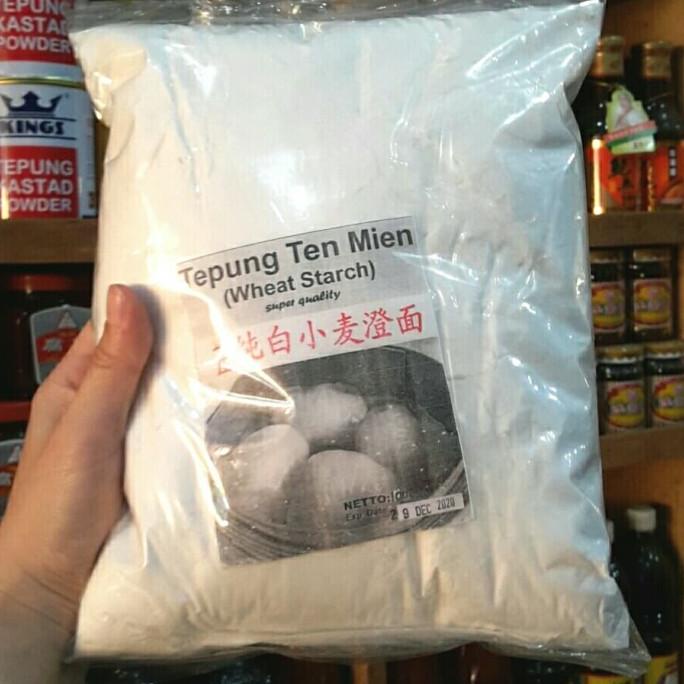 TEPUNG
KASTAD
POWDER
KINGS
TEPUNG
KASTAD
POWDER
Tepung Ten Mien
(Wheat Starch)
super quality
纯白小麦澄面
NETTO:
Exp Date
29 DEC 2020